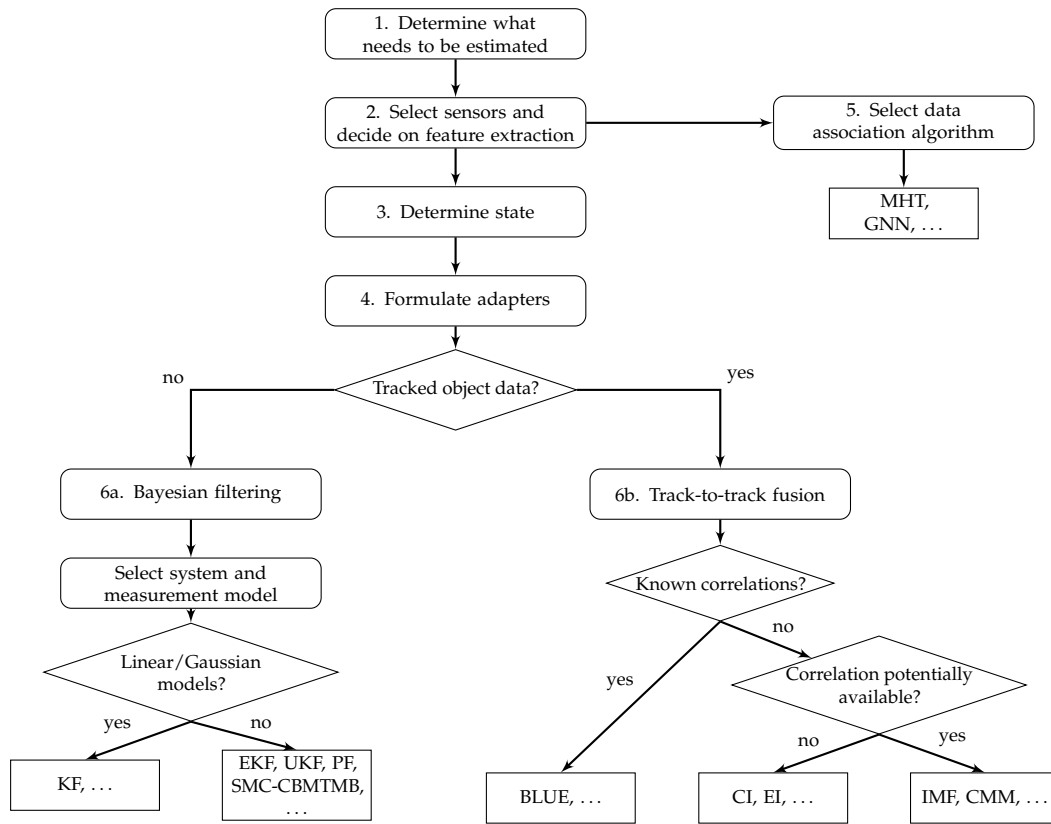 1. Determine what
needs to be estimated
2. Select sensors and
decide on feature extraction
5. Select data
association algorithm
MHT,
GNN, ...
3. Determine state
4. Formulate adapters
Tracked object data?
no
yes
6a. Bayesian filtering
6b. Track-to-track fusion
Select system and
measurement model
Known correlations?
Linear/Gaussian
models?
no
yes
Correlation potentially
available?
yes
no
no
yes
KF, ...
EKF, UKF, PF,
SMC-CBMTMB,
...
BLUE, ...
CI, EI, ...
IMF, CMM, ...